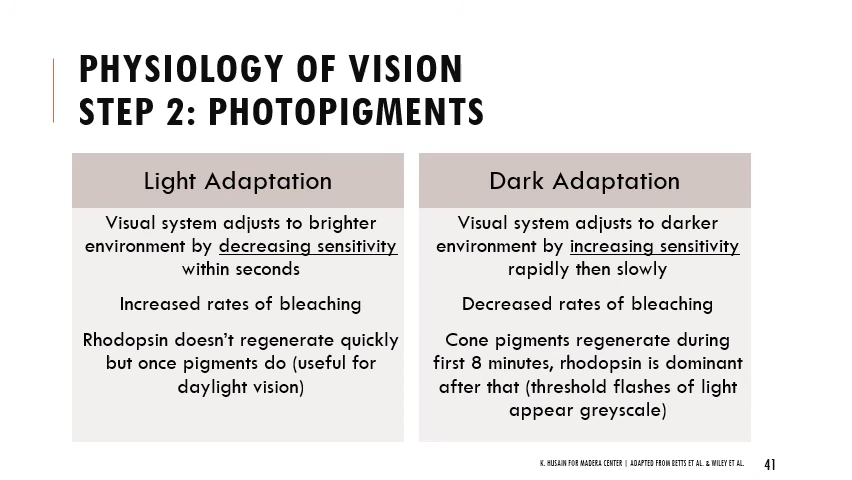 PHYSIOLOGY OF VISION
STEP 2: PHOTOPIGMENTS
Light Adaptation
Visual system adjusts to brighter
environment by decreasing sensitivity
within seconds
Increased rates of bleaching
Rhodopsin doesn't regenerate quickly
but once pigments do (useful for
daylight vision)
Dark Adaptation
Visual system adjusts to darker
environment by increasing sensitivity
rapidly then slowly
Decreased rates of bleaching
Cone pigments regenerate during
first 8 minutes, rhodopsin is dominant
after that (threshold flashes of light
appear greyscale)
K. HUSAIN FOR MADERA CENTER | ADAPTED FROM BETTS ET AL. & WILEY ET AL.
41